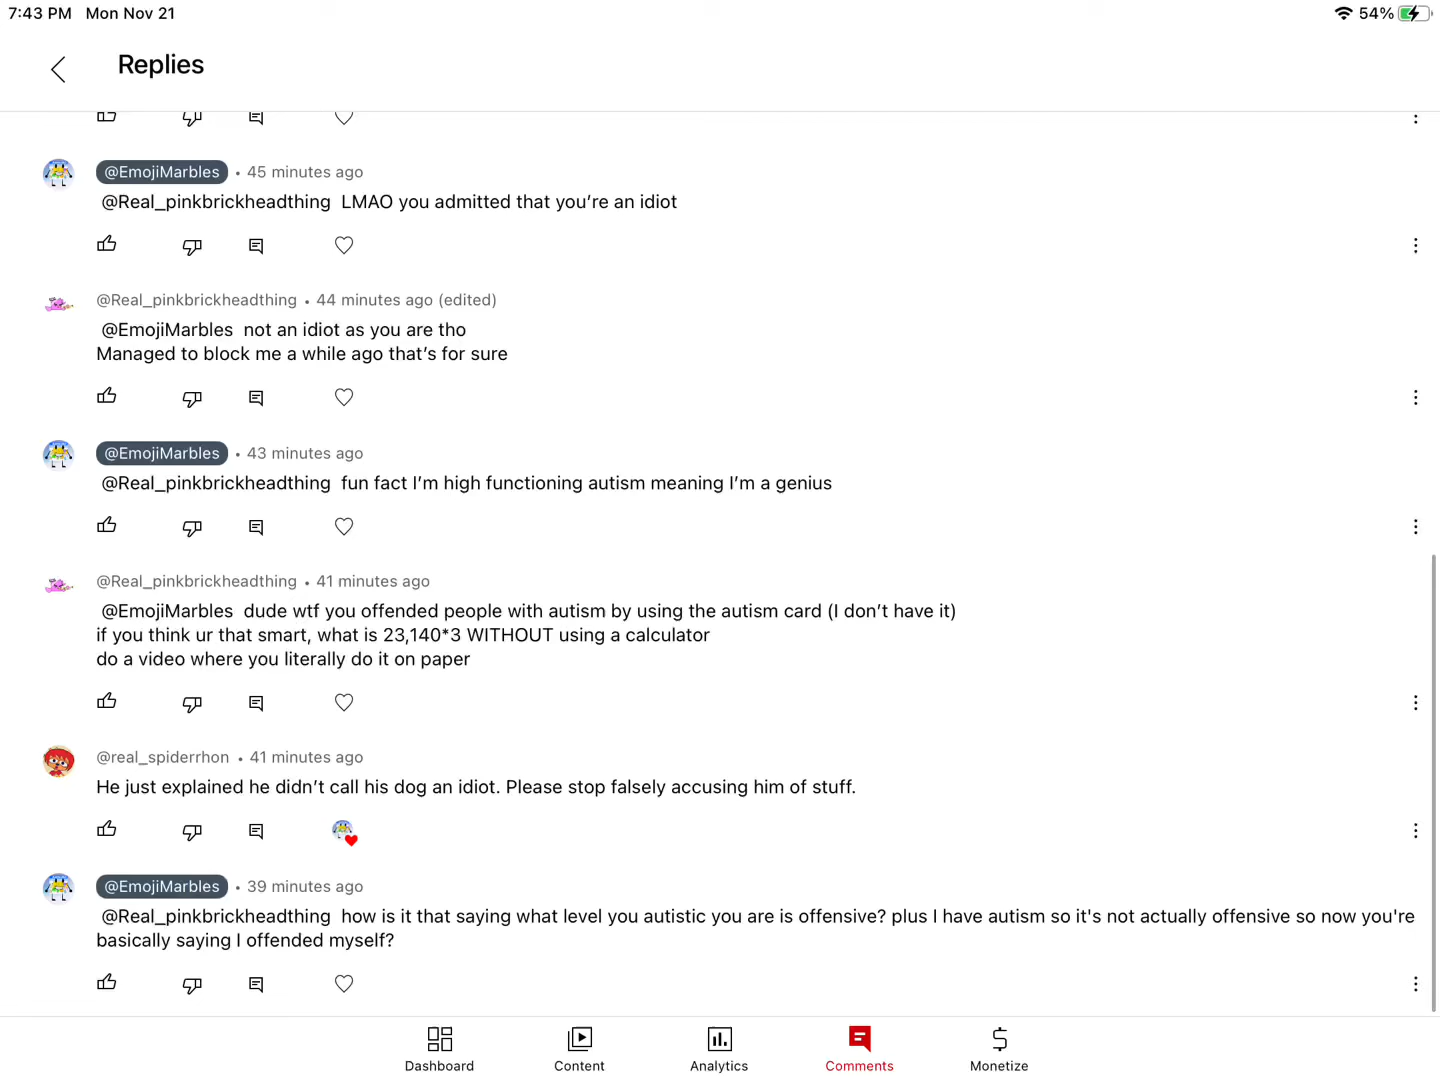 7:43 PM Mon Nov 21
54%
Replies
@EmojiMarbles • 45 minutes ago
@Real_pinkbrickheadthing LMAO you admitted that you’re an idiot
@Real_pinkbrickheadthing • 44 minutes ago (edited)
@EmojiMarbles not an idiot as you are tho
Managed to block me a while ago that’s for sure
@EmojiMarbles • 43 minutes ago
@Real_pinkbrickheadthing fun fact I’m high functioning autism meaning I’m a genius
@Real_pinkbrickheadthing • 41 minutes ago
@EmojiMarbles dude wtf you offended people with autism by using the autism card (I don’t have it)
if you think ur that smart, what is 23,140*3 WITHOUT using a calculator
do a video where you literally do it on paper
@real_spiderrhon • 41 minutes ago
He just explained he didn’t call his dog an idiot. Please stop falsely accusing him of stuff.
@EmojiMarbles • 39 minutes ago
@Real_pinkbrickheadthing how is it that saying what level you autistic you are is offensive? plus I have autism so it's not actually offensive so now you're
basically saying I offended myself?
Dashboard Content Analytics Comments Monetize